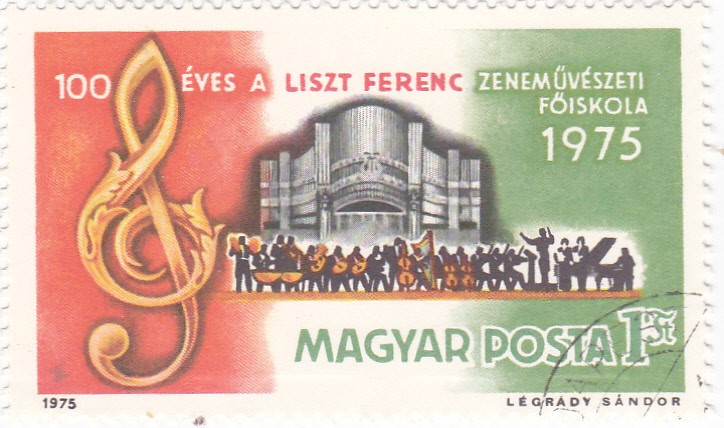 100 ÉVES A LISZT FERENC ZENEMŰVÉSZETI
FŐISKOLA
1975
MAGYAR POSTA 1 Ft
1975 LÉGRÁDY SÁNDOR